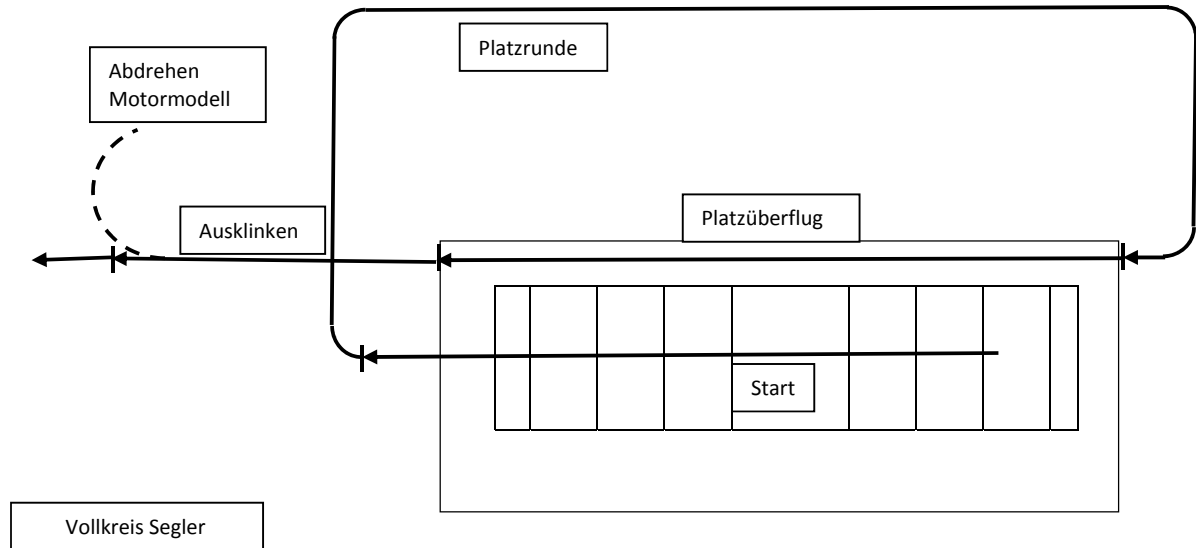 Platzrunde
Abdrehen
Motormodell
Ausklinken
Platzüberflug
Start
Vollkreis Segler